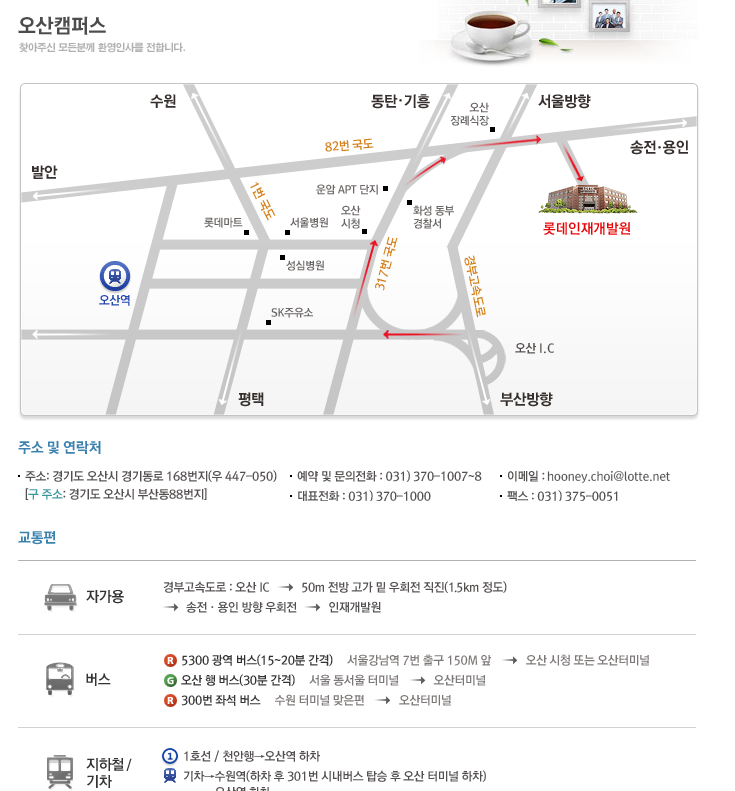 오산캠퍼스
찾아주신 모든분께 환영인사를 전합니다.
수원
동탄·기흥
오산
장례식장
서울방향
82번 국도
송전·용인
발안
1번 국도
운암 APT 단지
롯데마트
서울병원
오산
시청
화성 동부
경찰서
롯데인재개발원
317번 국도
성심병원
경부고속도로
오산역
SK주유소
오산 I.C
평택
부산방향
주소 및 연락처
· 주소: 경기도 오산시 경기동로 168번지(우 447-050)
[구 주소: 경기도 오산시 부산동88번지]
· 예약 및 문의전화 : 031) 370-1007~8
· 대표전화 : 031) 370-1000
· 이메일 : hooney.choi@lotte.net
· 팩스 : 031) 375-0051
교통편
자가용
경부고속도로 : 오산 IC → 50m 전방 고가 밑 우회전 직진(1.5km 정도)
→ 송전 · 용인 방향 우회전 → 인재개발원
버스
R 5300 광역 버스(15~20분 간격) 서울강남역 7번 출구 150M 앞 → 오산 시청 또는 오산터미널
G 오산 행 버스(30분 간격) 서울 동서울 터미널 → 오산터미널
R 300번 좌석 버스 수원 터미널 맞은편 → 오산터미널
지하철 /
기차
1 1호선 / 천안행→오산역 하차
기차→수원역(하차 후 301번 시내버스 탑승 후 오산 터미널 하차)